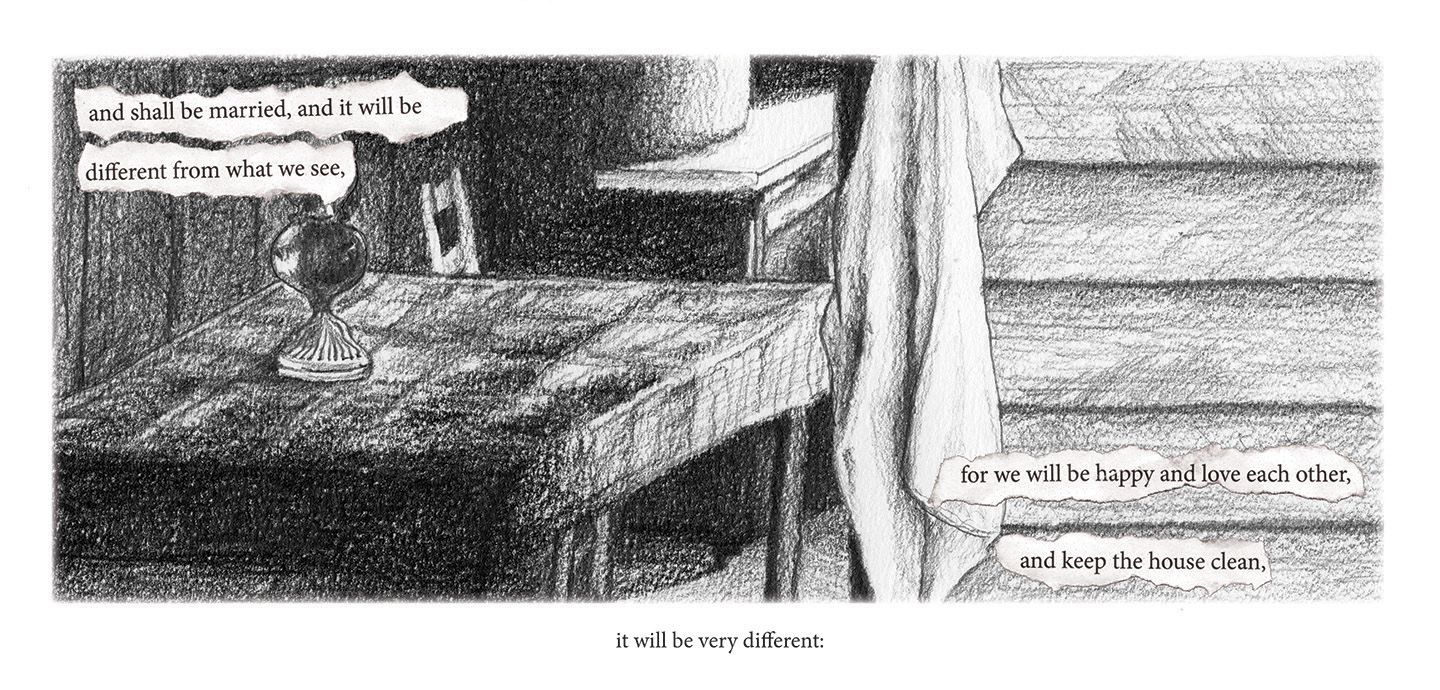 and shall be married, and it will be
different from what we see,
for we will be happy and love each other,
and keep the house clean,
it will be very different: